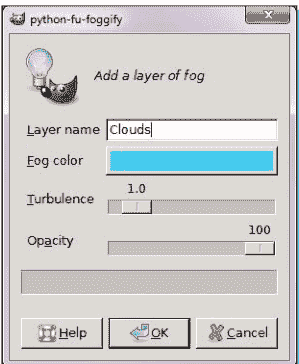 python-fu-foggify
Add a layer of fog
Layer name Clouds
Fog color
1.0
Turbulence
100
Opacity
Help OK Cancel